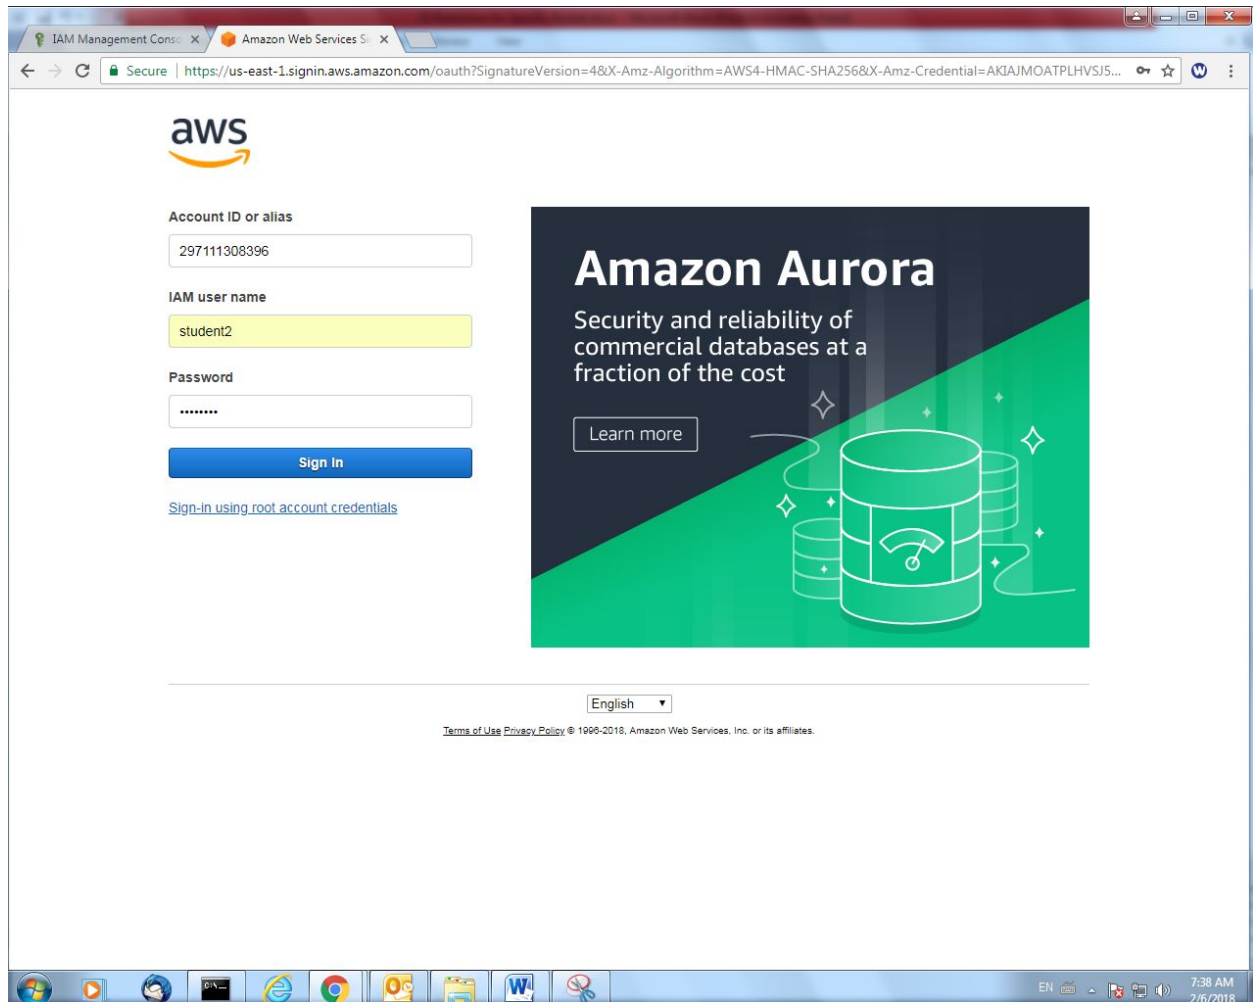 IAM Management Conso
Amazon Web Services Si
Secure | https://us-east-1.signin.aws.amazon.com/oauth?SignatureVersion=4&X-Amz-Algorithm=AWS4-HMAC-SHA256&X-Amz-Credential=AKIAJMOATPLHVSJ5...
aws
Account ID or alias
297111308396
IAM user name
student2
Password
••••••••
Sign In
Sign-in using root account credentials
Amazon Aurora
Security and reliability of
commercial databases at a
fraction of the cost
Learn more
English
Terms of Use Privacy Policy © 1996-2018, Amazon Web Services, Inc. or its affiliates.
EN
7:38 AM
2/6/2018